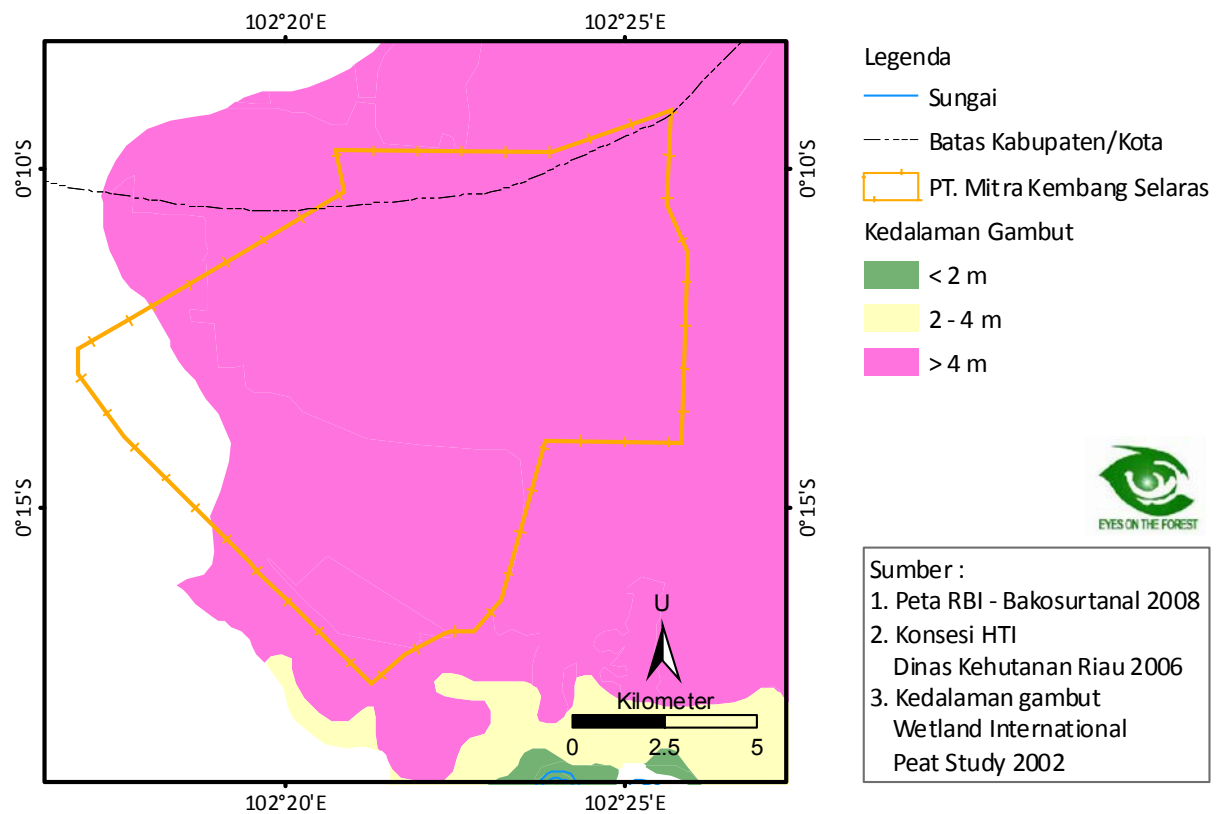 102°20'E
102°25'E
0°10'S
0°10'S
0°15'S
0°15'S
U
Kilometer
0
2.5
5
102°20'E
102°25'E
Legenda
Sungai
Batas Kabupaten/Kota
PT. Mitra Kembang Selaras
Kedalaman Gambut
< 2 m
2 - 4 m
> 4 m
EYES ON THE FOREST
Sumber :
1. Peta RBI - Bakosurtanal 2008
2. Konsesi HTI
Dinas Kehutanan Riau 2006
3. Kedalaman gambut
Wetland International
Peat Study 2002